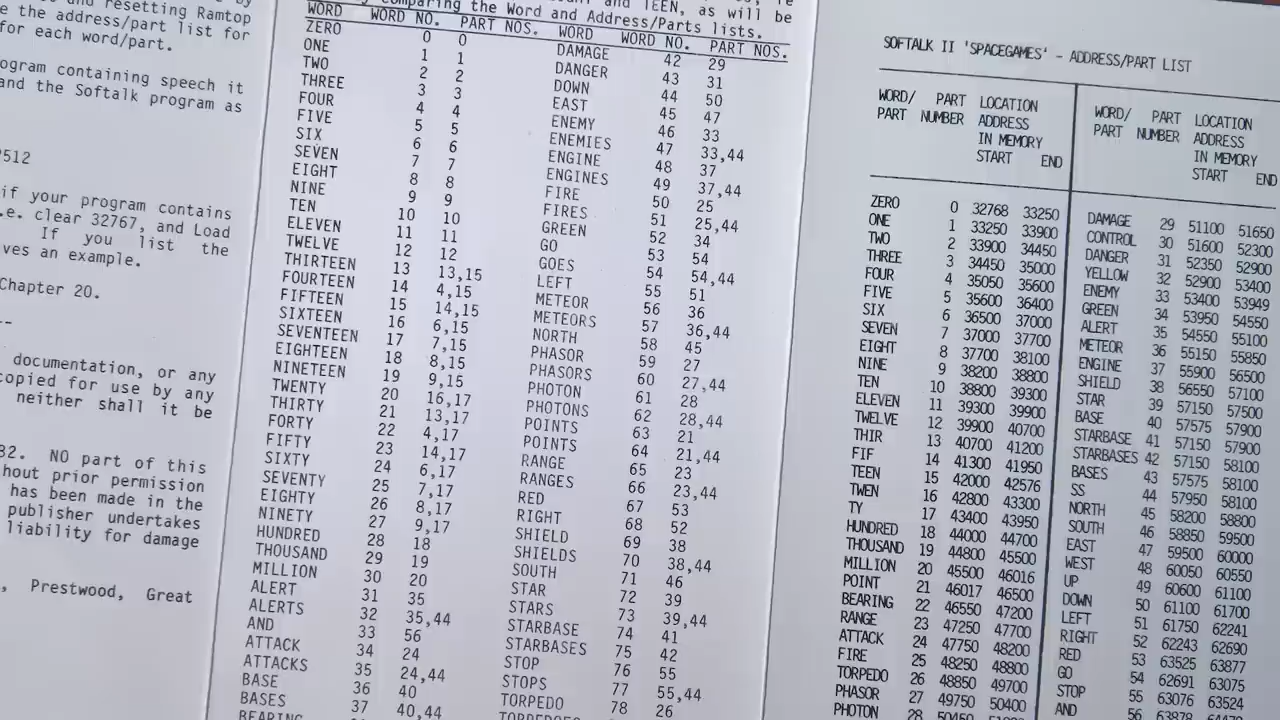 and resetting Ramtop
e the address/part list for
for each word/part.
ogram containing speech it
and the Softalk program as
2512
if your program contains
.e. clear 32767, and Load
If you list the
ves an example.
Chapter 20.
--
documentation, or any
copied for use by any
neither shall it be
82. NO part of this
hout prior permission
has been made in the
publisher undertakes
liability for damage
, Prestwood, Great
and TEEN, as will be
comparing the Word and Address/Parts lists.
WORD WORD NO. PART NOS. WORD WORD NO. PART NOS.
ZERO 0 0 DAMAGE 42 29
ONE 1 1 DANGER 43 31
TWO 2 2 DOWN 44 50
THREE 3 3 EAST 45 47
FOUR 4 4 ENEMY 46 33
FIVE 5 5 ENEMIES 47 33,44
SIX 6 6 ENGINE 48 37
SEVEN 7 7 ENGINES 49 37,44
EIGHT 8 8 FIRE 50 25
NINE 9 9 FIRES 51 25,44
TEN 10 10 GREEN 52 34
ELEVEN 11 11 GO 53 54
TWELVE 12 12 GOES 54 54,44
THIRTEEN 13 13,15 LEFT 55 51
FOURTEEN 14 4,15 METEOR 56 36
FIFTEEN 15 14,15 METEORS 57 36,44
SIXTEEN 16 6,15 NORTH 58 45
SEVENTEEN 17 7,15 PHASOR 59 27
EIGHTEEN 18 8,15 PHASORS 60 27,44
NINETEEN 19 9,15 PHOTON 61 28
TWENTY 20 16,17 PHOTONS 62 28,44
THIRTY 21 13,17 POINTS 63 21
FORTY 22 4,17 POINTS 64 21,44
FIFTY 23 14,17 RANGE 65 23
SIXTY 24 6,17 RANGES 66 23,44
SEVENTY 25 7,17 RED 67 53
EIGHTY 26 8,17 RIGHT 68 52
NINETY 27 9,17 SHIELD 69 38
HUNDRED 28 18 SHIELDS 70 38,44
THOUSAND 29 19 SOUTH 71 46
MILLION 30 20 STAR 72 39
ALERT 31 35 STARS 73 39,44
ALERTS 32 35,44 STARBASE 74 41
AND 33 56 STARBASES 75 42
ATTACK 34 24 STOP 76 55
ATTACKS 35 24,44 STOPS 77 55,44
BASE 36 40 TORPEDO 78 26
BASES 37 40,44
BEARING
SOFTALK II 'SPACEGAMES' - ADDRESS/PART LIST
WORD/ PART LOCATION WORD/ PART LOCATION
PART NUMBER ADDRESS PART NUMBER ADDRESS
IN MEMORY IN MEMORY
START END START END
ZERO 0 32768 33250 DAMAGE 29 51100 51650
ONE 1 33250 33900 CONTROL 30 51600 52300
TWO 2 33900 34450 DANGER 31 52350 52900
THREE 3 34450 35000 YELLOW 32 52900 53400
FOUR 4 35050 35600 ENEMY 33 53400 53949
FIVE 5 35600 36400 GREEN 34 53950 54550
SIX 6 36500 37000 ALERT 35 54550 55100
SEVEN 7 37000 37700 METEOR 36 55150 55850
EIGHT 8 37700 38100 ENGINE 37 55900 56500
NINE 9 38200 38800 SHIELD 38 56550 57100
TEN 10 38800 39300 STAR 39 57150 57500
ELEVEN 11 39300 39900 BASE 40 57575 57900
TWELVE 12 39900 40700 STARBASE 41 57150 57900
THIR 13 40700 41200 STARBASES 42 57150 58100
FIF 14 41300 41950 BASES 43 57575 58100
TEEN 15 42000 42576 SS 44 57950 58100
TWEN 16 42800 43300 NORTH 45 58200 58800
TY 17 43400 43950 SOUTH 46 58850 59500
HUNDRED 18 44000 44700 EAST 47 59500 60000
THOUSAND 19 44800 45500 WEST 48 60050 60550
MILLION 20 45500 46016 UP 49 60600 61100
POINT 21 46017 46500 DOWN 50 61100 61700
BEARING 22 46550 47200 LEFT 51 61750 62241
RANGE 23 47250 47700 RIGHT 52 62243 62690
ATTACK 24 47750 48200 RED 53 63525 63877
FIRE 25 48250 48800 GO 54 62691 63075
TORPEDO 26 48850 49700 STOP 55 63076 63524
PHASOR 27 49750 50400 AND 56
PHOTON 28